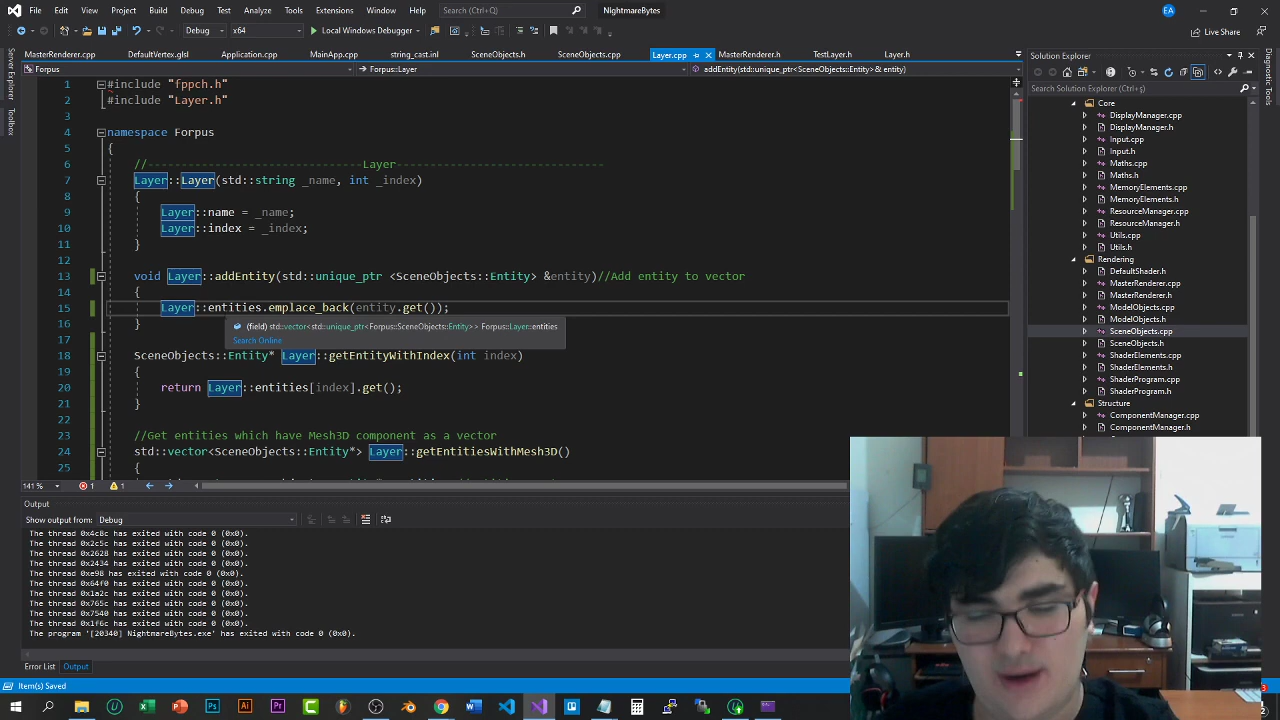 File Edit View Project Build Debug Test Analyze Tools Extensions Window Help Search (Ctrl+Q) NightmareBytes EA
Debug x64 Local Windows Debugger Live Share
MasterRenderer.cpp DefaultVertex.glsl Application.cpp MainApp.cpp string_cast.inl SceneObjects.h SceneObjects.cpp Layer.cpp MasterRenderer.h TestLayer.h Layer.h
Forpus Forpus::Layer addEntity(std::unique_ptr<SceneObjects::Entity>& entity)
1 #include "fppch.h"
2 #include "Layer.h"
3
4 namespace Forpus
5 {
6 //--------------------------------Layer-------------------------------
7 Layer::Layer(std::string _name, int _index)
8 {
9 Layer::name = _name;
10 Layer::index = _index;
11 }
12
13 void Layer::addEntity(std::unique_ptr <SceneObjects::Entity> &entity)//Add entity to vector
14 {
15 Layer::entities.emplace_back(entity.get());
16 }
(field) std::vector<std::unique_ptr<Forpus::SceneObjects::Entity>> Forpus::Layer::entities
Search Online
17
18 SceneObjects::Entity* Layer::getEntityWithIndex(int index)
19 {
20 return Layer::entities[index].get();
21 }
22
23 //Get entities which have Mesh3D component as a vector
24 std::vector<SceneObjects::Entity*> Layer::getEntitiesWithMesh3D()
25 {
141 % 1 1
Output
Show output from: Debug
The thread 0x4c8c has exited with code 0 (0x0).
The thread 0x2c5c has exited with code 0 (0x0).
The thread 0x2628 has exited with code 0 (0x0).
The thread 0x2434 has exited with code 0 (0x0).
The thread 0xe98 has exited with code 0 (0x0).
The thread 0x64f0 has exited with code 0 (0x0).
The thread 0x1a2c has exited with code 0 (0x0).
The thread 0x765c has exited with code 0 (0x0).
The thread 0x7540 has exited with code 0 (0x0).
The thread 0x1f6c has exited with code 0 (0x0).
The program '[20340] NightmareBytes.exe' has exited with code 0 (0x0).
Error List Output
Item(s) Saved
Server Explorer
Toolbox
Solution Explorer
Search Solution Explorer (Ctrl+ş)
Core
DisplayManager.cpp
DisplayManager.h
Input.cpp
Input.h
Maths.cpp
Maths.h
MemoryElements.cpp
MemoryElements.h
ResourceManager.cpp
ResourceManager.h
Utils.cpp
Utils.h
Rendering
DefaultShader.h
MasterRenderer.cpp
MasterRenderer.h
ModelObjects.cpp
ModelObjects.h
SceneObjects.cpp
SceneObjects.h
ShaderElements.cpp
ShaderElements.h
ShaderProgram.cpp
ShaderProgram.h
Structure
ComponentManager.cpp
ComponentManager.h
Diagnostic Tools